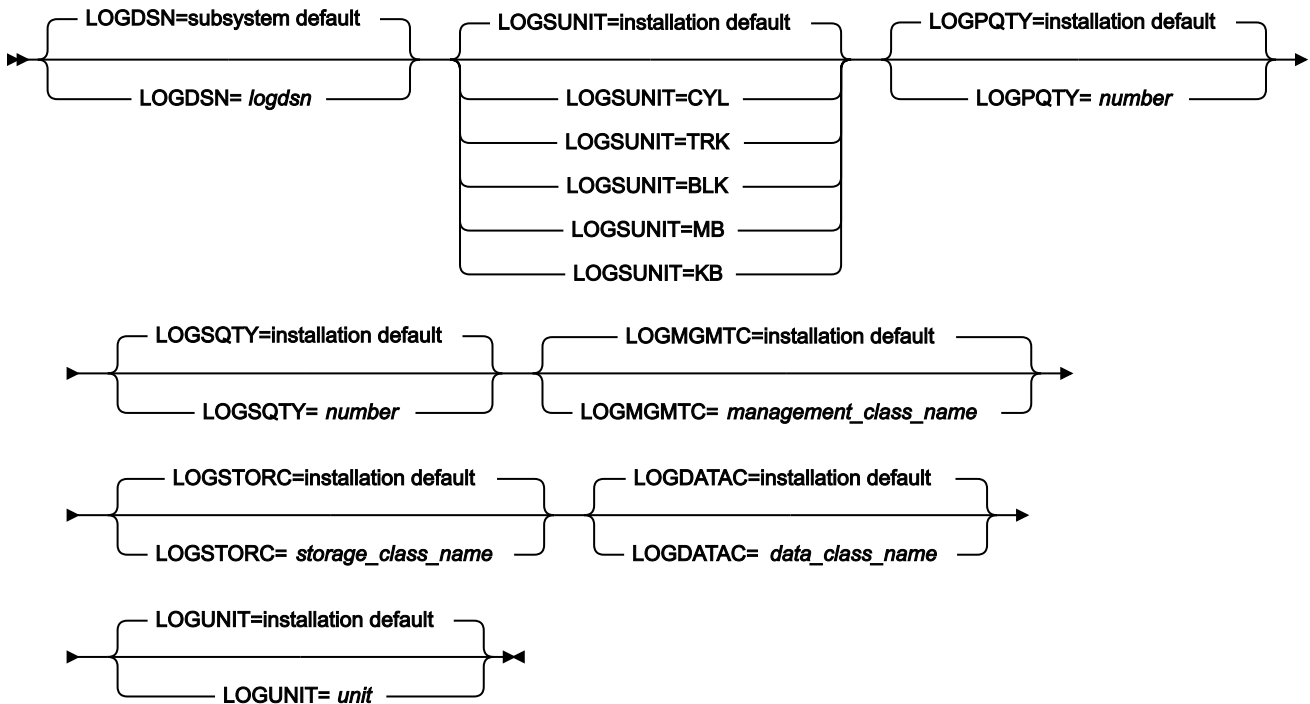 LOGDSN=subsystem default
LOGSUNIT=installation default
LOGPQTY=installation default
LOGDSN= logdsn
LOGSUNIT=CYL
LOGPQTY= number
LOGSUNIT=TRK
LOGSUNIT=BLK
LOGSUNIT=MB
LOGSUNIT=KB
LOGSQTY=installation default
LOGMGMTC=installation default
LOGSQTY= number
LOGMGMTC= management_class_name
LOGSTORC=installation default
LOGDATAC=installation default
LOGSTORC= storage_class_name
LOGDATAC= data_class_name
LOGUNIT=installation default
LOGUNIT= unit